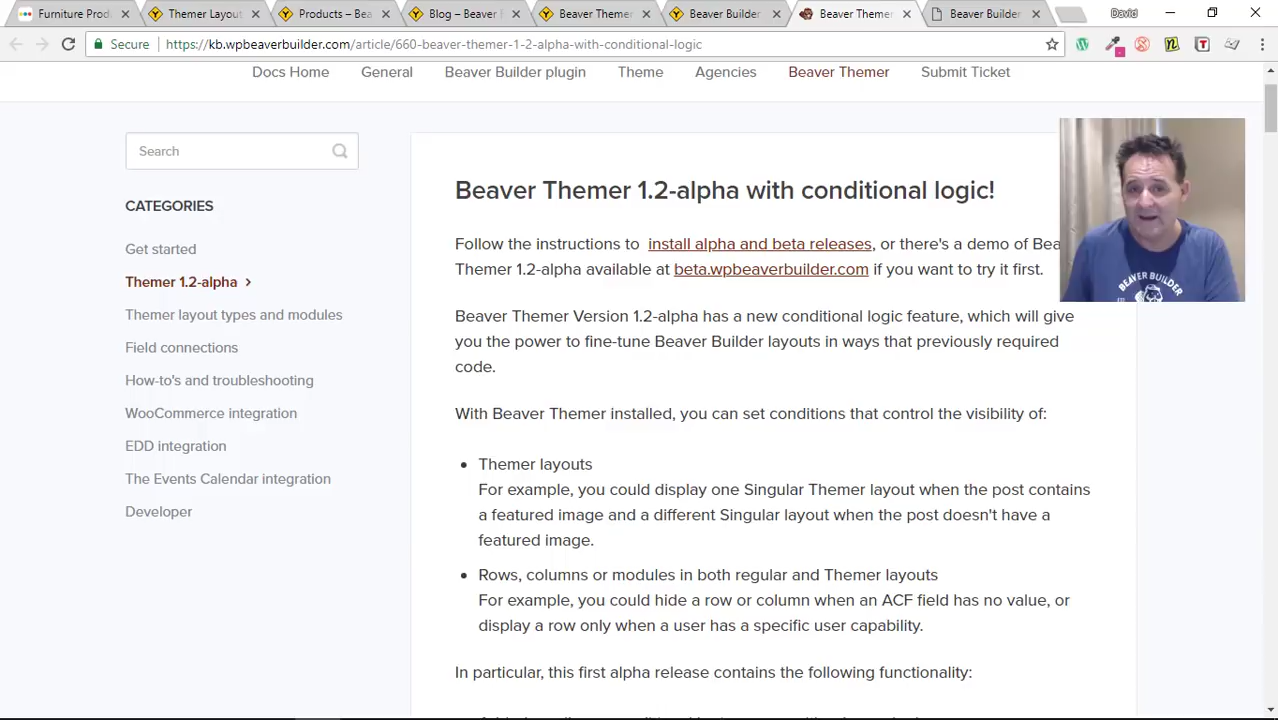 Furniture Prod
Themer Layou
Products – Bea
Blog – Beaver
Beaver Theme
Beaver Builder
Beaver Themer
Beaver Builder
David
Secure
https://kb.wpbeaverbuilder.com/article/660-beaver-themer-1-2-alpha-with-conditional-logic
Docs Home
General
Beaver Builder plugin
Theme
Agencies
Beaver Themer
Submit Ticket
Search
CATEGORIES
Get started
Themer 1.2-alpha
Themer layout types and modules
Field connections
How-to's and troubleshooting
WooCommerce integration
EDD integration
The Events Calendar integration
Developer
Beaver Themer 1.2-alpha with conditional logic!
Follow the instructions to install alpha and beta releases, or there's a demo of Bea
Themer 1.2-alpha available at beta.wpbeaverbuilder.com if you want to try it first.
Beaver Themer Version 1.2-alpha has a new conditional logic feature, which will give
you the power to fine-tune Beaver Builder layouts in ways that previously required
code.
With Beaver Themer installed, you can set conditions that control the visibility of:
Themer layouts
For example, you could display one Singular Themer layout when the post contains
a featured image and a different Singular layout when the post doesn't have a
featured image.
Rows, columns or modules in both regular and Themer layouts
For example, you could hide a row or column when an ACF field has no value, or
display a row only when a user has a specific user capability.
In particular, this first alpha release contains the following functionality:
BEAVER BUILDER